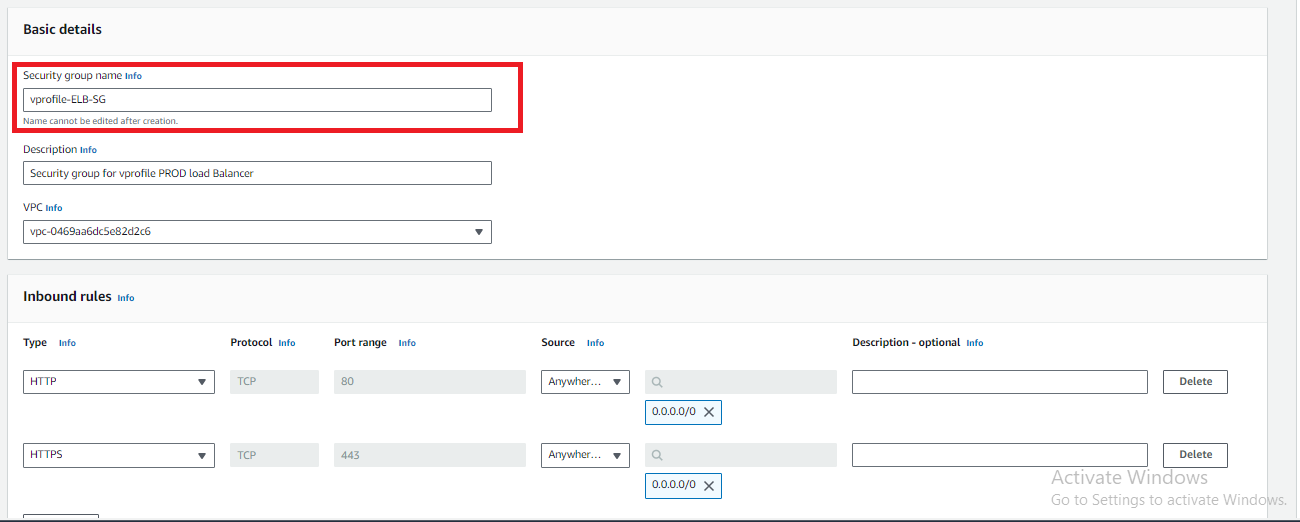 Basic details
Security group name Info
vprofile-ELB-SG
Name cannot be edited after creation.
Description Info
Security group for vprofile PROD load Balancer
VPC Info
vpc-0469aa6dc5e82d2c6
Inbound rules Info
Type Info Protocol Info Port range Info Source Info Description - optional Info
HTTP TCP 80 Anywher... Delete
0.0.0.0/0
HTTPS TCP 443 Anywher... Delete
0.0.0.0/0
Activate Windows
Go to Settings to activate Windows.